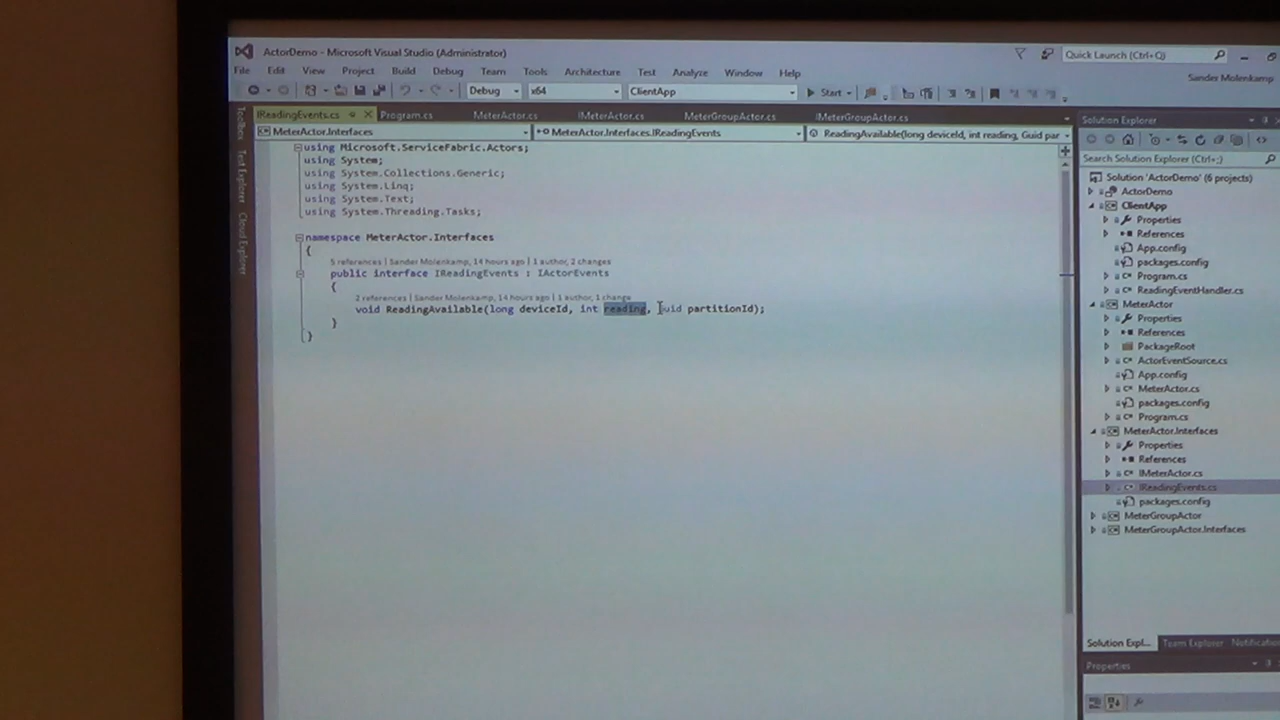 ActorDemo - Microsoft Visual Studio (Administrator)
Quick Launch (Ctrl+Q)
File Edit View Project Build Debug Team Tools Architecture Test Analyze Window Help
Sander Molenkamp
Debug x64 ClientApp Start
IReadingEvents.cs Program.cs MeterActor.cs IMeterActor.cs MeterGroupActor.cs IMeterGroupActor.cs
MeterActor.Interfaces MeterActor.Interfaces.IReadingEvents ReadingAvailable(long deviceId, int reading, Guid par
Toolbox
Test Explorer
Cloud Explorer
using Microsoft.ServiceFabric.Actors;
using System;
using System.Collections.Generic;
using System.Linq;
using System.Text;
using System.Threading.Tasks;
namespace MeterActor.Interfaces
{
5 references | Sander Molenkamp, 14 hours ago | 1 author, 2 changes
public interface IReadingEvents : IActorEvents
{
2 references | Sander Molenkamp, 14 hours ago | 1 author, 1 change
void ReadingAvailable(long deviceId, int reading, Guid partitionId);
}
}
Solution Explorer
Search Solution Explorer (Ctrl+;)
Solution 'ActorDemo' (6 projects)
ActorDemo
ClientApp
Properties
References
App.config
packages.config
Program.cs
ReadingEventHandler.cs
MeterActor
Properties
References
PackageRoot
ActorEventSource.cs
App.config
MeterActor.cs
packages.config
Program.cs
MeterActor.Interfaces
Properties
References
IMeterActor.cs
IReadingEvents.cs
packages.config
MeterGroupActor
MeterGroupActor.Interfaces
Solution Expl... Team Explorer Notificatio
Properties